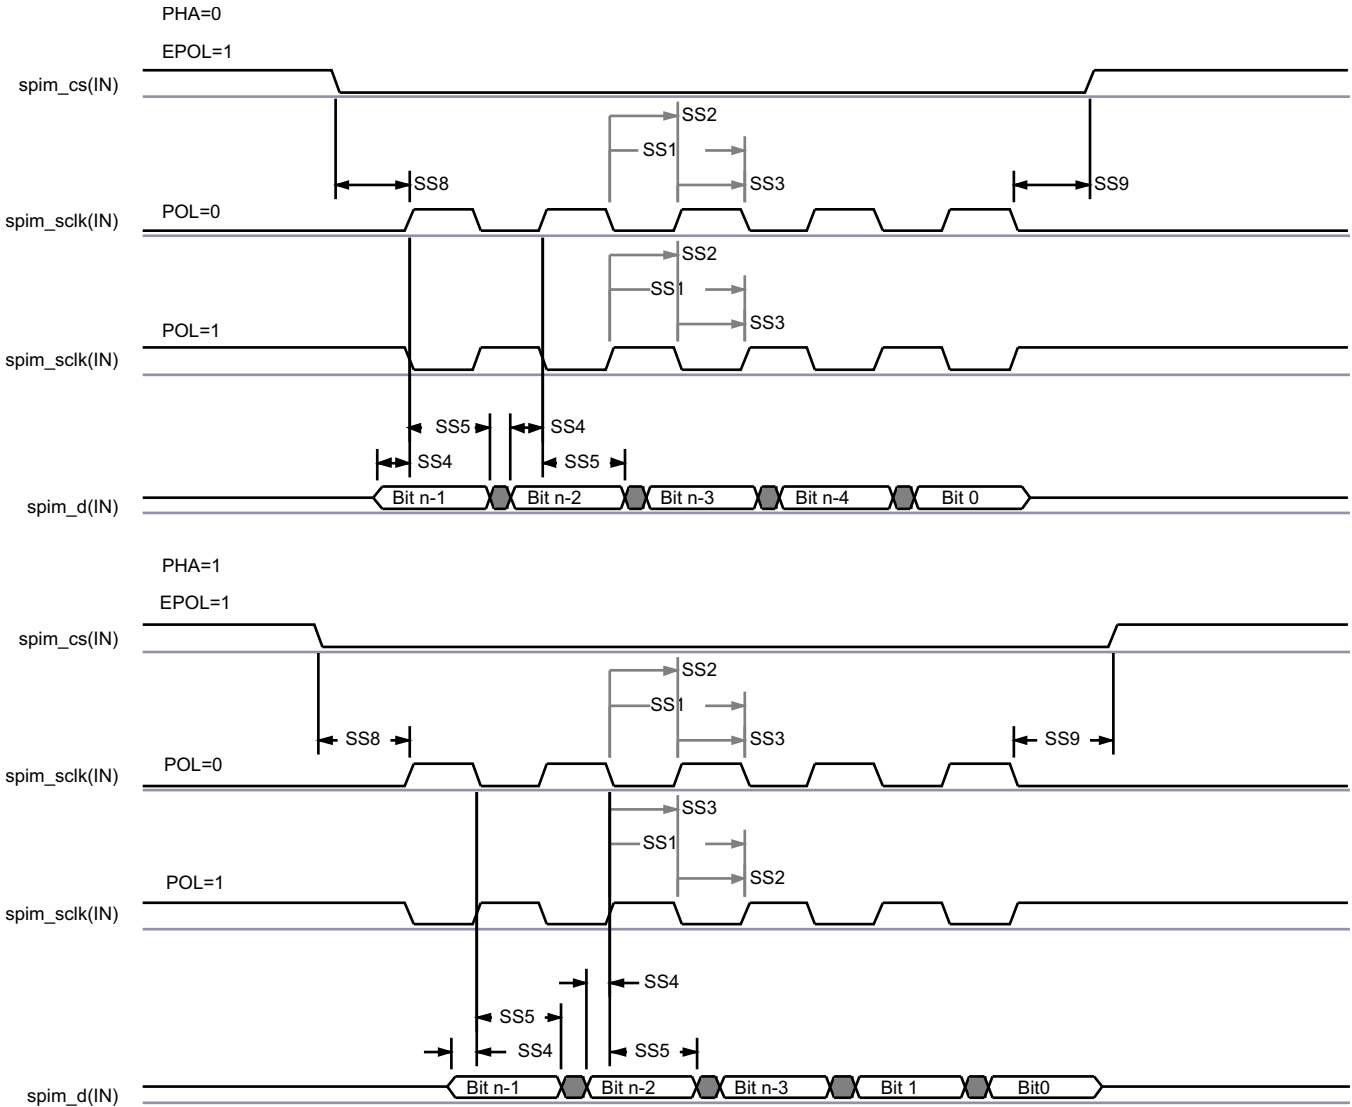 PHA=0
EPOL=1
spim_cs(IN)
SS2
SS1
SS8
SS3
SS9
POL=0
spim_sclk(IN)
SS2
SS1
SS3
POL=1
spim_sclk(IN)
SS5
SS4
SS4
SS5
spim_d(IN)
Bit n-1
Bit n-2
Bit n-3
Bit n-4
Bit 0
PHA=1
EPOL=1
spim_cs(IN)
SS2
SS1
SS8
SS3
SS9
POL=0
spim_sclk(IN)
SS3
SS1
SS2
POL=1
spim_sclk(IN)
SS4
SS5
SS4
SS5
spim_d(IN)
Bit n-1
Bit n-2
Bit n-3
Bit 1
Bit0